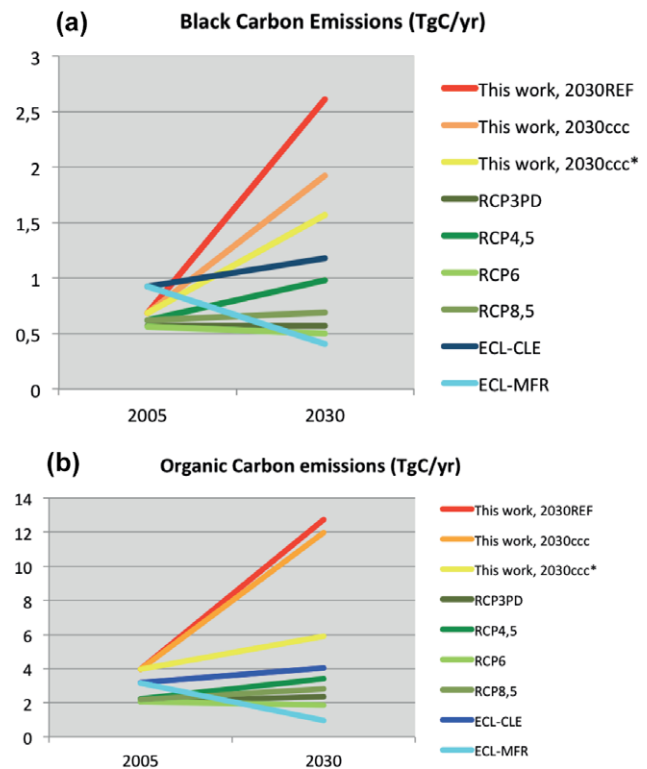 (a) Black Carbon Emissions (TgC/yr)
3
2,5
2
1,5
1
0,5
0
2005 2030
This work, 2030REF
This work, 2030ccc
This work, 2030ccc*
RCP3PD
RCP4,5
RCP6
RCP8,5
ECL-CLE
ECL-MFR
(b) Organic Carbon emissions (TgC/yr)
14
12
10
8
6
4
2
0
2005 2030
This work, 2030REF
This work, 2030ccc
This work, 2030ccc*
RCP3PD
RCP4,5
RCP6
RCP8,5
ECL-CLE
ECL-MFR